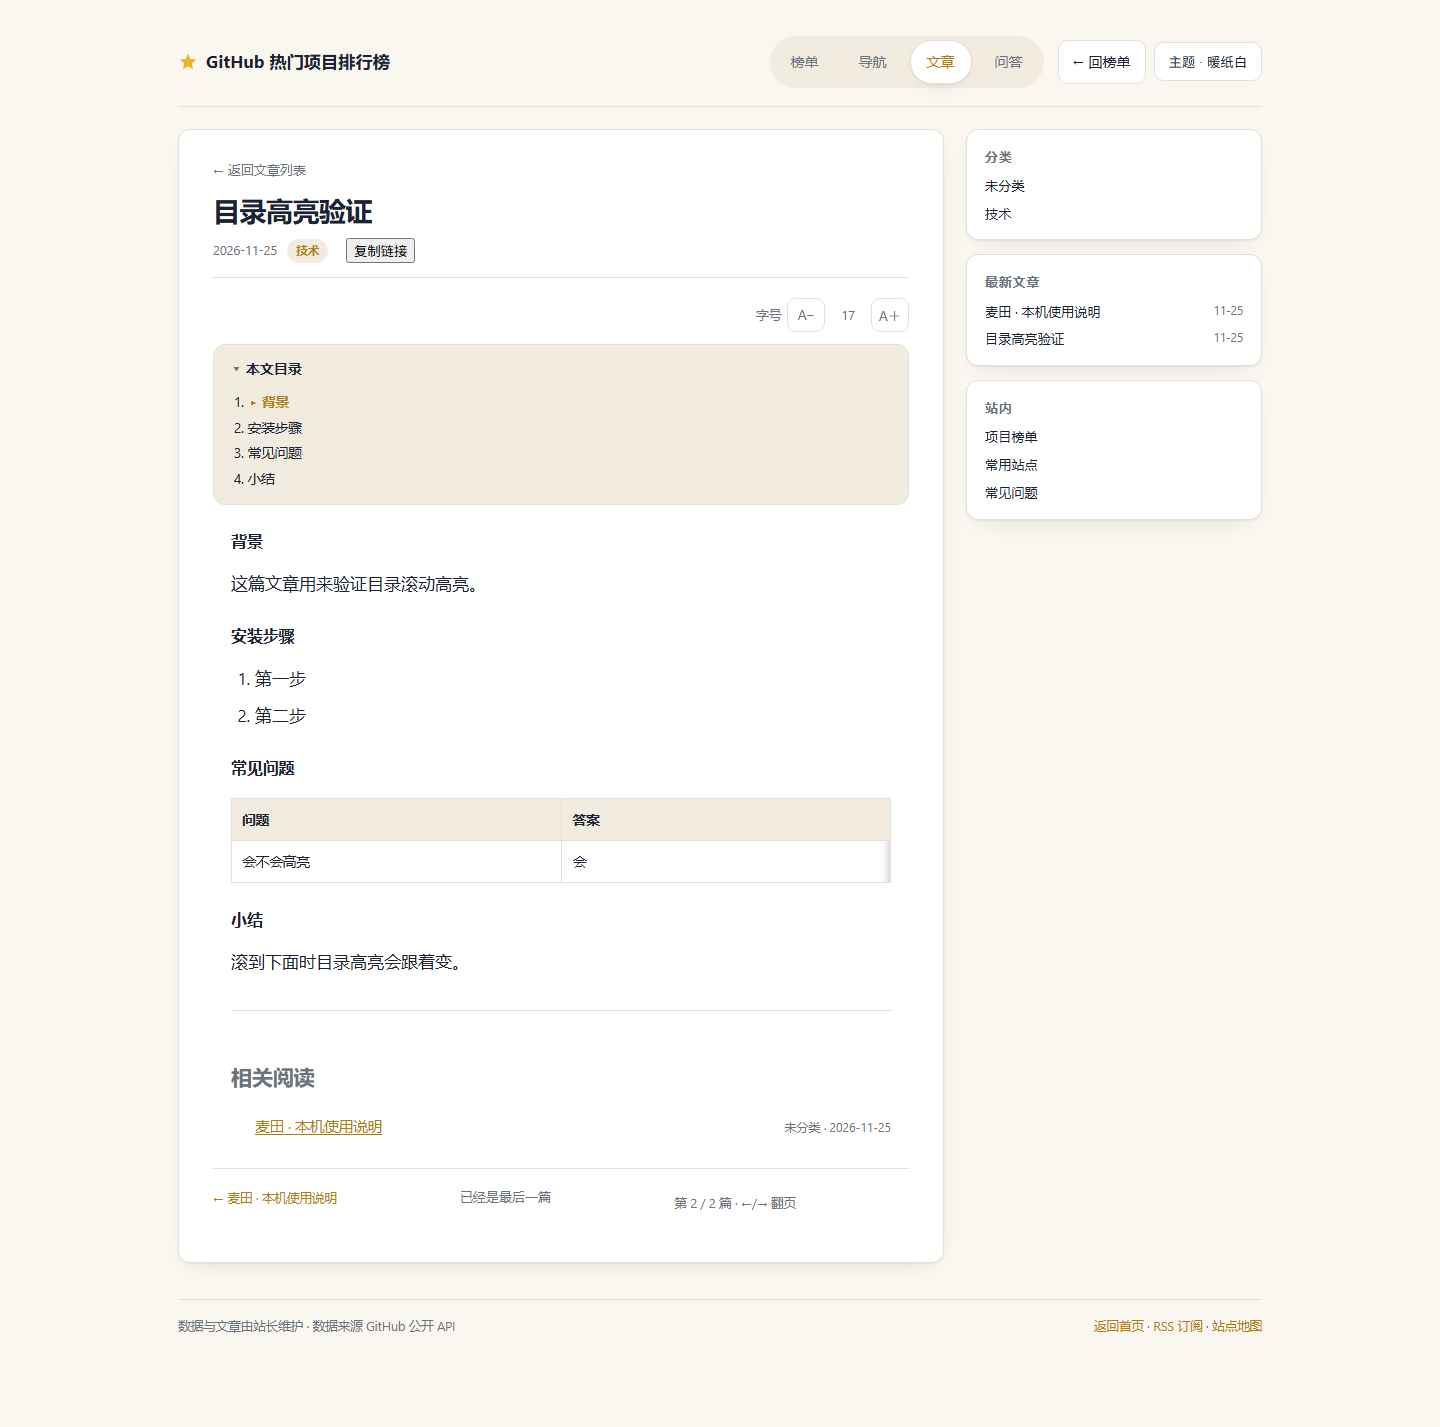 GitHub 热门项目排行榜
榜单 导航 文章 问答 ← 回榜单 主题 · 暖纸白
← 返回文章列表
目录高亮验证
2026-11-25 技术 复制链接
字号 A− 17 A＋
▾ 本文目录
1. ▸ 背景
2. 安装步骤
3. 常见问题
4. 小结
背景
这篇文章用来验证目录滚动高亮。
安装步骤
1. 第一步
2. 第二步
常见问题
问题 答案
会不会高亮 会
小结
滚到下面时目录高亮会跟着变。
相关阅读
麦田 · 本机使用说明 未分类 · 2026-11-25
← 麦田 · 本机使用说明 已经是最后一篇 第 2 / 2 篇 · ←/→ 翻页
分类
未分类
技术
最新文章
麦田 · 本机使用说明 11-25
目录高亮验证 11-25
站内
项目榜单
常用站点
常见问题
数据与文章由站长维护 · 数据来源 GitHub 公开 API
返回首页 · RSS 订阅 · 站点地图